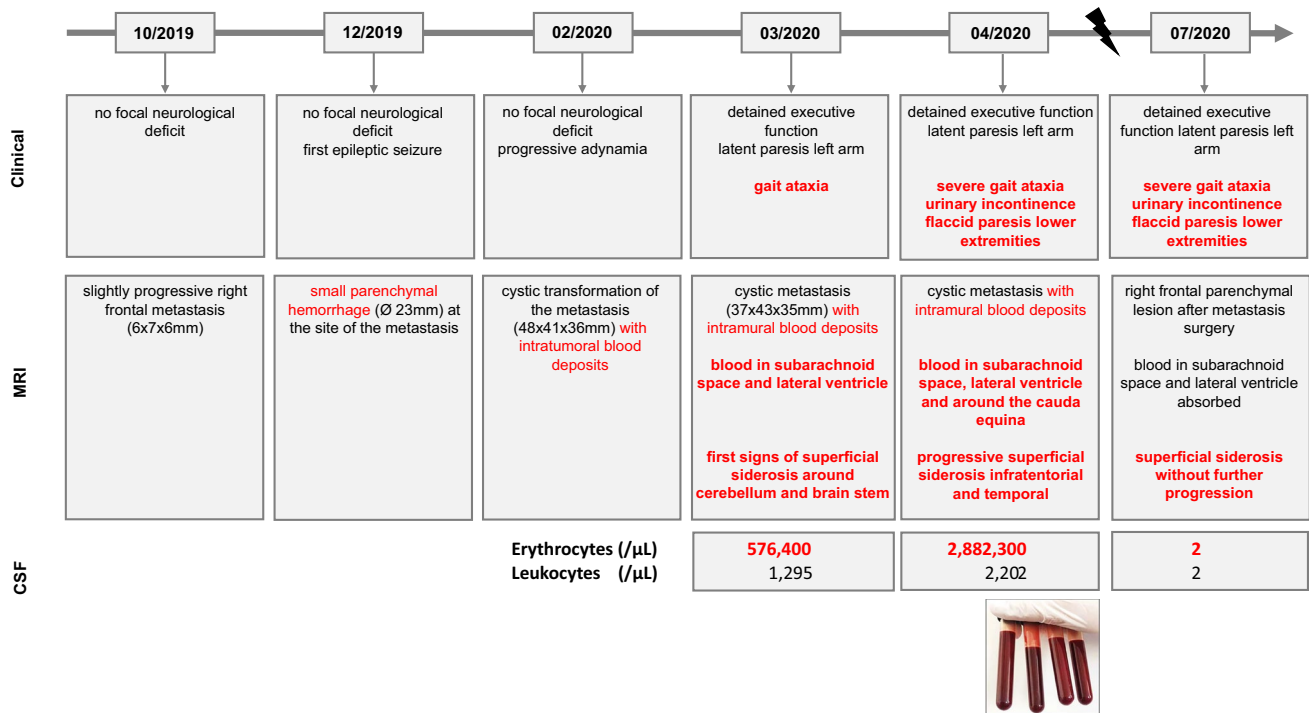 10/2019
12/2019
02/2020
03/2020
04/2020
07/2020
Clinical
no focal neurological
deficit
no focal neurological
deficit
first epileptic seizure
no focal neurological
deficit
progressive adynamia
detained executive
function
latent paresis left arm
gait ataxia
detained executive function
latent paresis left arm
severe gait ataxia
urinary incontinence
flaccid paresis lower
extremities
detained executive
function latent paresis left
arm
severe gait ataxia
urinary incontinence
flaccid paresis lower
extremities
MRI
slightly progressive right
frontal metastasis
(6x7x6mm)
small parenchymal
hemorrhage (Ø 23mm) at
the site of the metastasis
cystic transformation of
the metastasis
(48x41x36mm) with
intratumoral blood
deposits
cystic metastasis
(37x43x35mm) with
intramural blood deposits
blood in subarachnoid
space and lateral ventricle
first signs of superficial
siderosis around
cerebellum and brain stem
cystic metastasis with
intramural blood deposits
blood in subarachnoid
space, lateral ventricle
and around the cauda
equina
progressive superficial
siderosis infratentorial
and temporal
right frontal parenchymal
lesion after metastasis
surgery
blood in subarachnoid
space and lateral ventricle
absorbed
superficial siderosis
without further
progression
CSF
Erythrocytes (/µL)
576,400
2,882,300
2
Leukocytes (/µL)
1,295
2,202
2